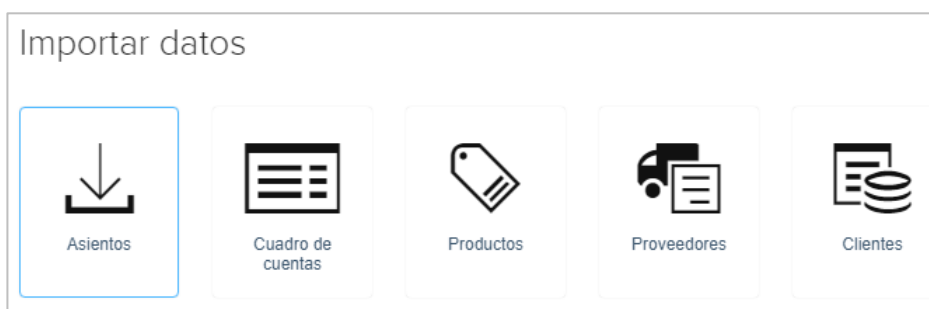 Importar datos
Asientos
Cuadro de
cuentas
Productos
Proveedores
Clientes